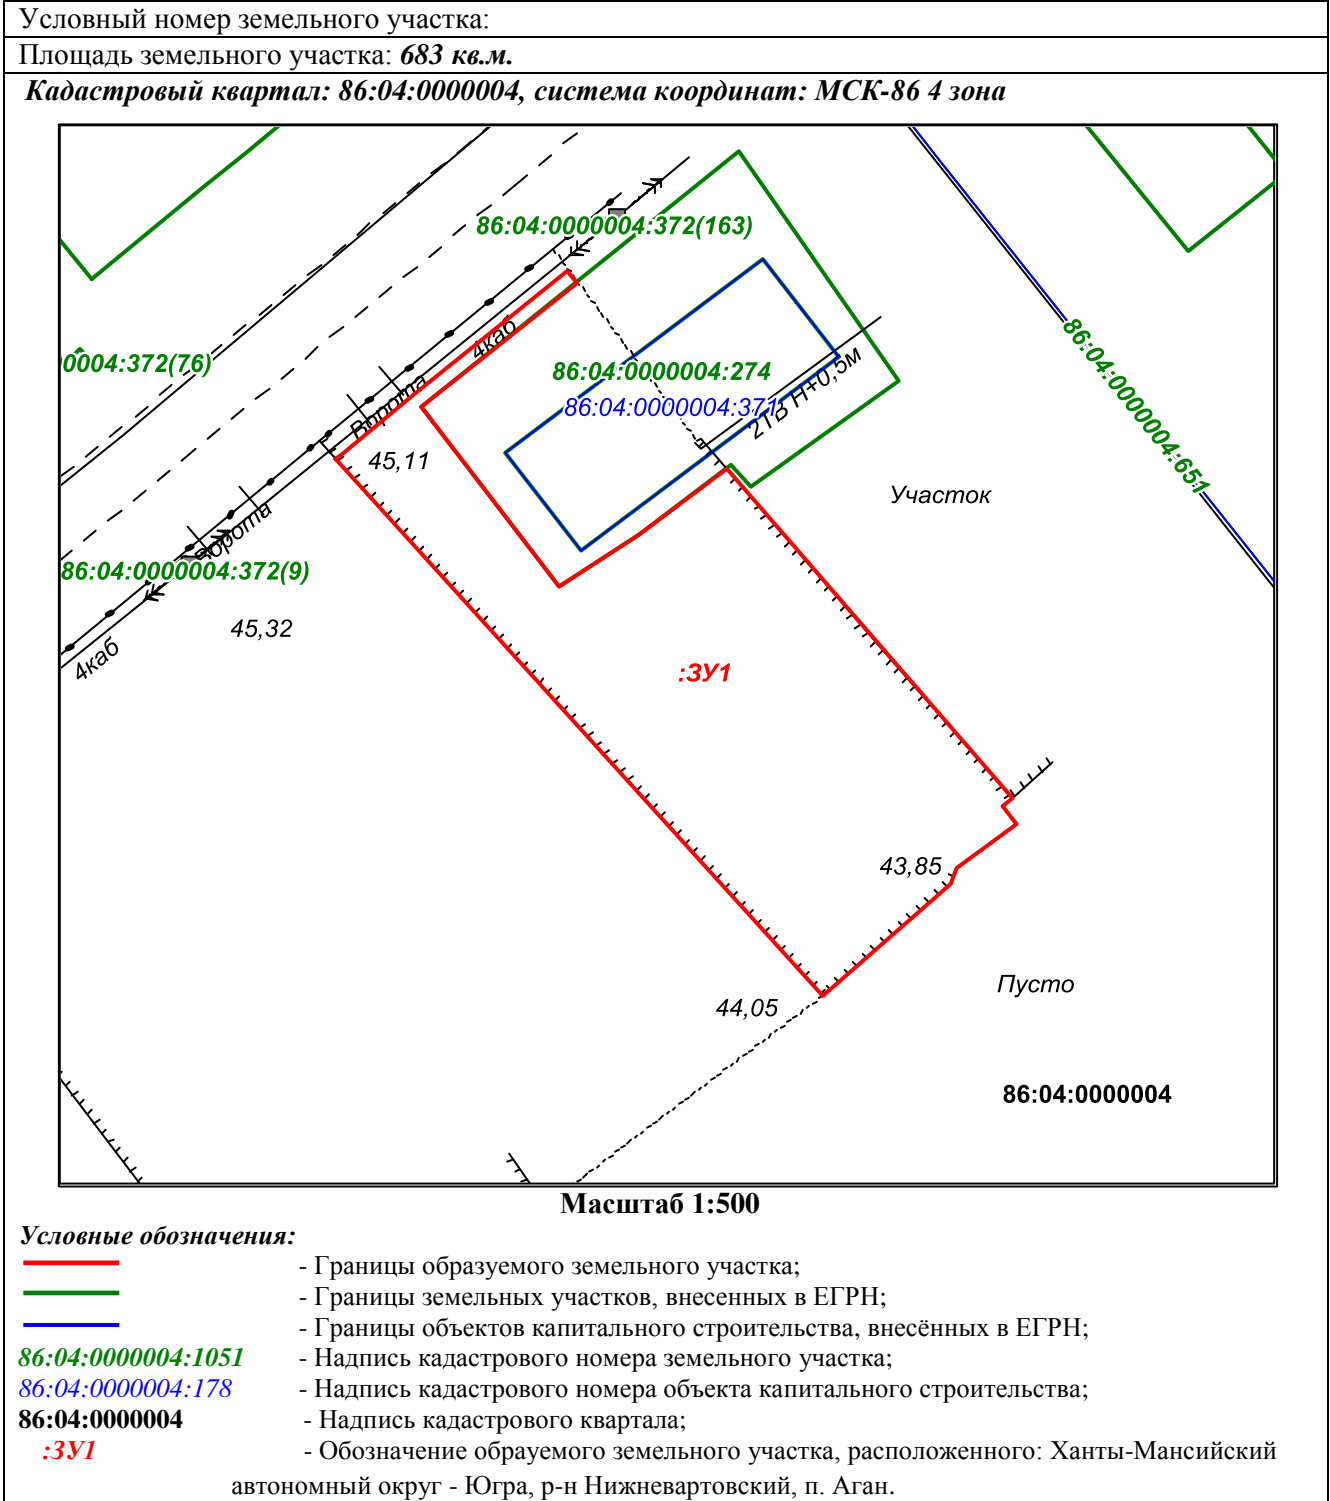 Условный номер земельного участка:
Площадь земельного участка: 683 кв.м.
Кадастровый квартал: 86:04:0000004, система координат: МСК-86 4 зона
86:04:0000004:372(163)
86:04:0000004:651
4каб
0004:372(76)
86:04:0000004:274
2ТВ Н+0,5м
Ворота
86:04:0000004:371
45,11
Участок
Ворота
86:04:0000004:372(9)
45,32
4каб
:ЗУ1
43,85
Пусто
44,05
86:04:0000004
Масштаб 1:500
Условные обозначения:
- Границы образуемого земельного участка;
- Границы земельных участков, внесенных в ЕГРН;
- Границы объектов капитального строительства, внесённых в ЕГРН;
86:04:0000004:1051 - Надпись кадастрового номера земельного участка;
86:04:0000004:178 - Надпись кадастрового номера объекта капитального строительства;
86:04:0000004 - Надпись кадастрового квартала;
:ЗУ1 - Обозначение обрауемого земельного участка, расположенного: Ханты-Мансийский
автономный округ - Югра, р-н Нижневартовский, п. Аган.